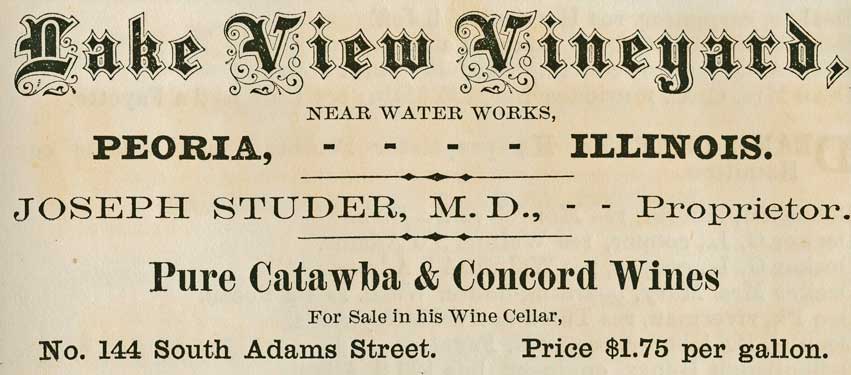 Lake View Vineyard,
NEAR WATER WORKS,
PEORIA, - - - - ILLINOIS.
JOSEPH STUDER, M. D., - - Proprietor.
Pure Catawba & Concord Wines
For Sale in his Wine Cellar,
No. 144 South Adams Street. Price $1.75 per gallon.